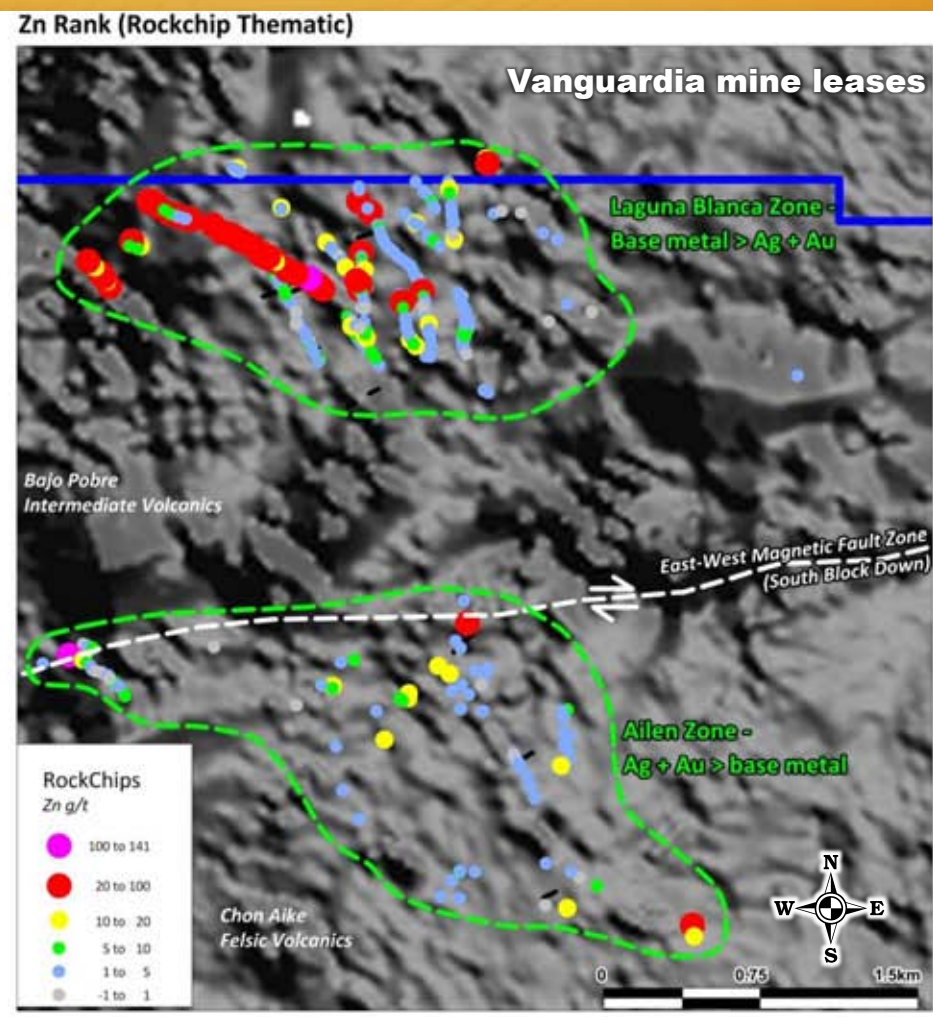 Zn Rank (Rockchip Thematic)
Vanguardia mine leases
Laguna Blanca Zone -
Base metal > Ag + Au
Bajo Pobre
Intermediate Volcanics
East-West Magnetic Fault Zone
(South Block Down)
Ailen Zone -
Ag + Au > base metal
RockChips
Zn g/t
100 to 141
20 to 100
10 to 20
5 to 10
1 to 5
-1 to 1
Chon Aike
Felsic Volcanics
N
W E
S
0 0.75 1.5km